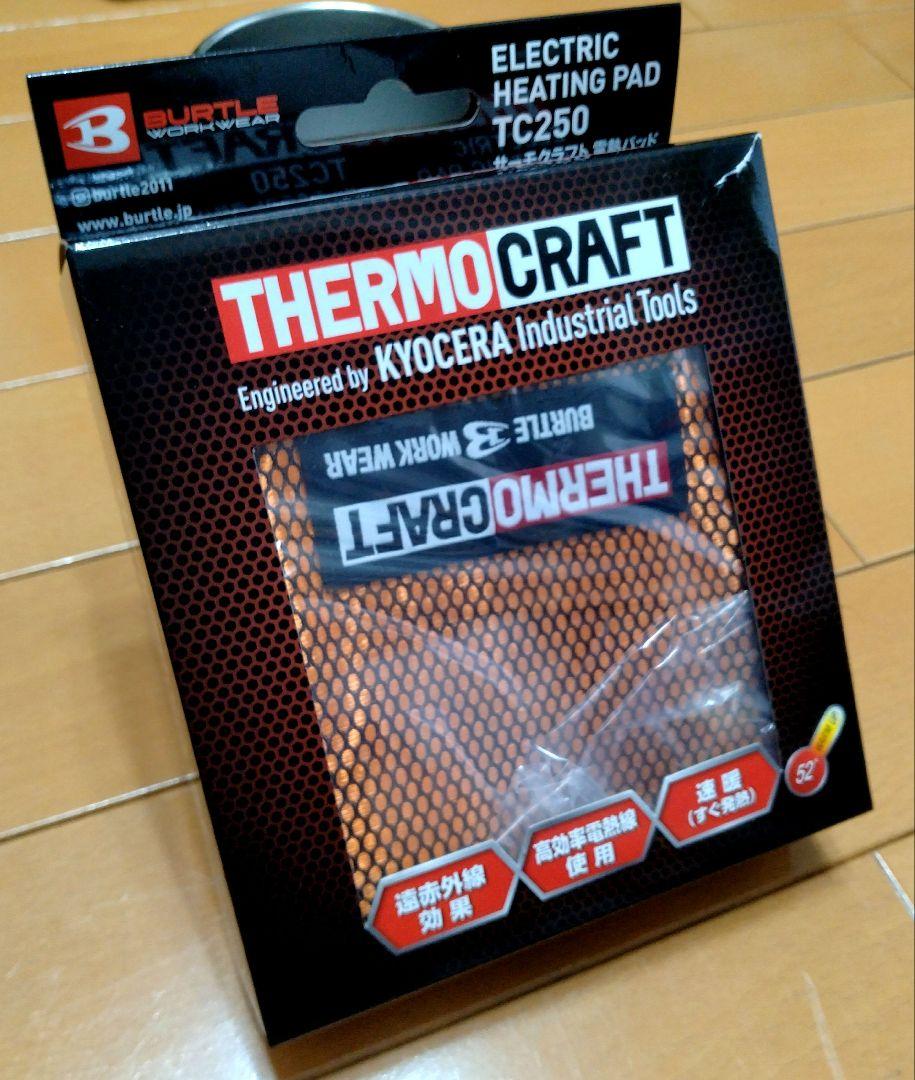 BURTLE
WORKWEAR
burtle2011
www.burtle.jp
ELECTRIC
HEATING PAD
TC250
サーモクラフト 電熱パッド
THERMOCRAFT
Engineered by KYOCERA Industrial Tools
BURTLE WORK WEAR
THERMOCRAFT
遠赤外線
効果
高効率電熱線
使用
速暖
(すぐ発熱)
52°